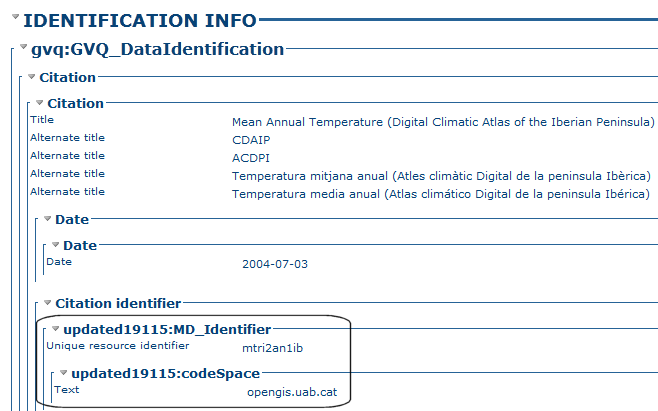 IDENTIFICATION INFO
gvq:GVQ_DataIdentification
Citation
Citation
Title Mean Annual Temperature (Digital Climatic Atlas of the Iberian Peninsula)
Alternate title CDAIP
Alternate title ACDPI
Alternate title Temperatura mitjana anual (Atles climàtic Digital de la peninsula Ibèrica)
Alternate title Temperatura media anual (Atlas climático Digital de la peninsula Ibérica)
Date
Date
Date 2004-07-03
Citation identifier
updated19115:MD_Identifier
Unique resource identifier mtri2an1ib
updated19115:codeSpace
Text opengis.uab.cat